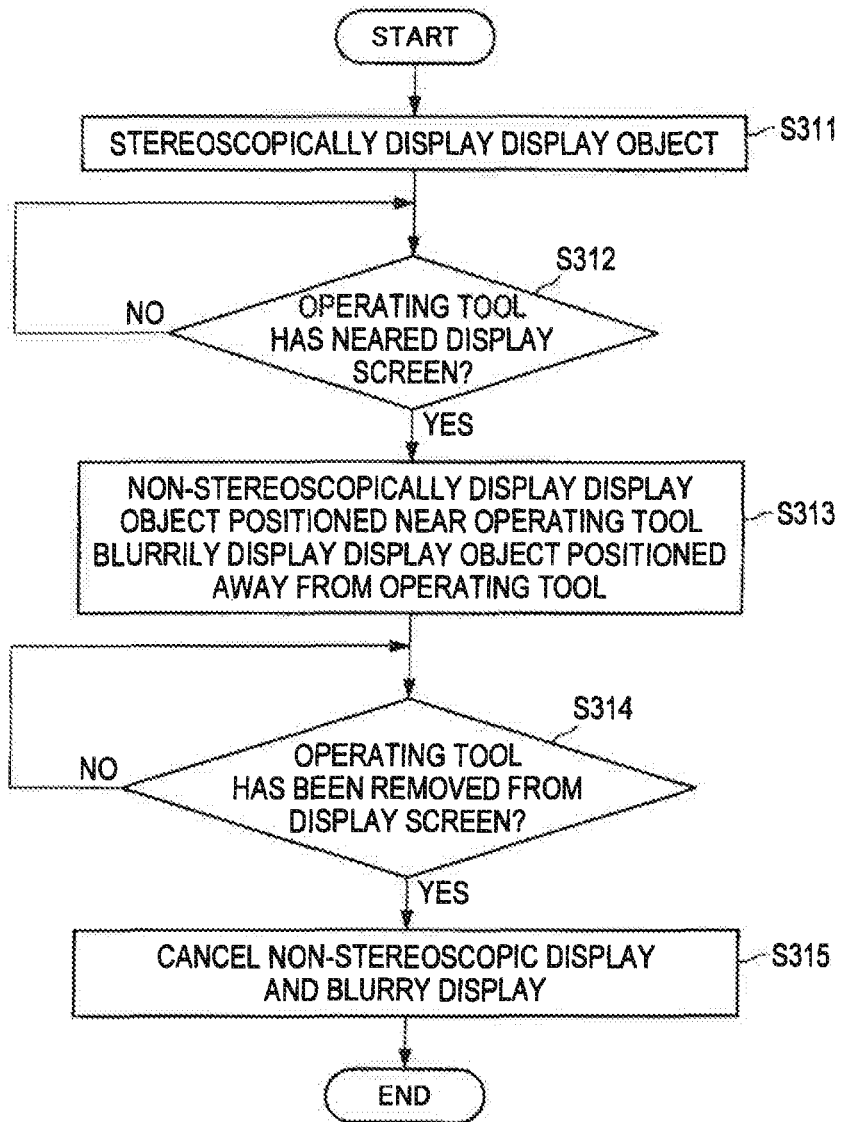 START
STEREOSCOPICALLY DISPLAY DISPLAY OBJECT
S311
S312
OPERATING TOOL
HAS NEARED DISPLAY
SCREEN?
NO
YES
NON-STEREOSCOPICALLY DISPLAY DISPLAY
OBJECT POSITIONED NEAR OPERATING TOOL
BLURRILY DISPLAY DISPLAY OBJECT POSITIONED
AWAY FROM OPERATING TOOL
S313
S314
OPERATING TOOL
HAS BEEN REMOVED FROM
DISPLAY SCREEN?
NO
YES
CANCEL NON-STEREOSCOPIC DISPLAY
AND BLURRY DISPLAY
S315
END